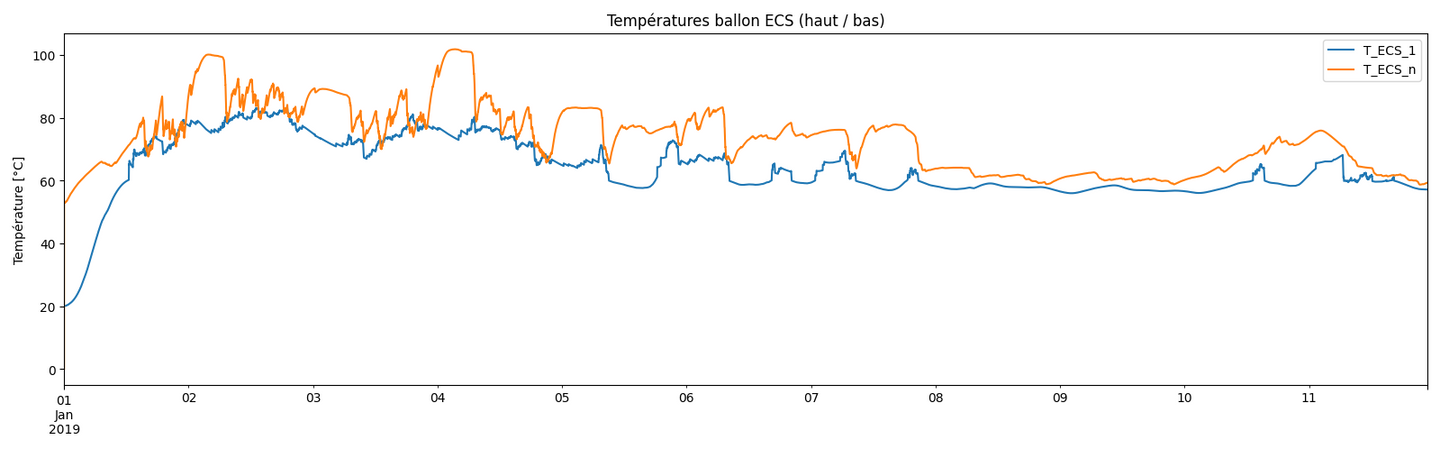 Températures ballon ECS (haut / bas)
T_ECS_1
T_ECS_n
Température [°C]
100
80
60
40
20
0
01 02 03 04 05 06 07 08 09 10 11
Jan
2019